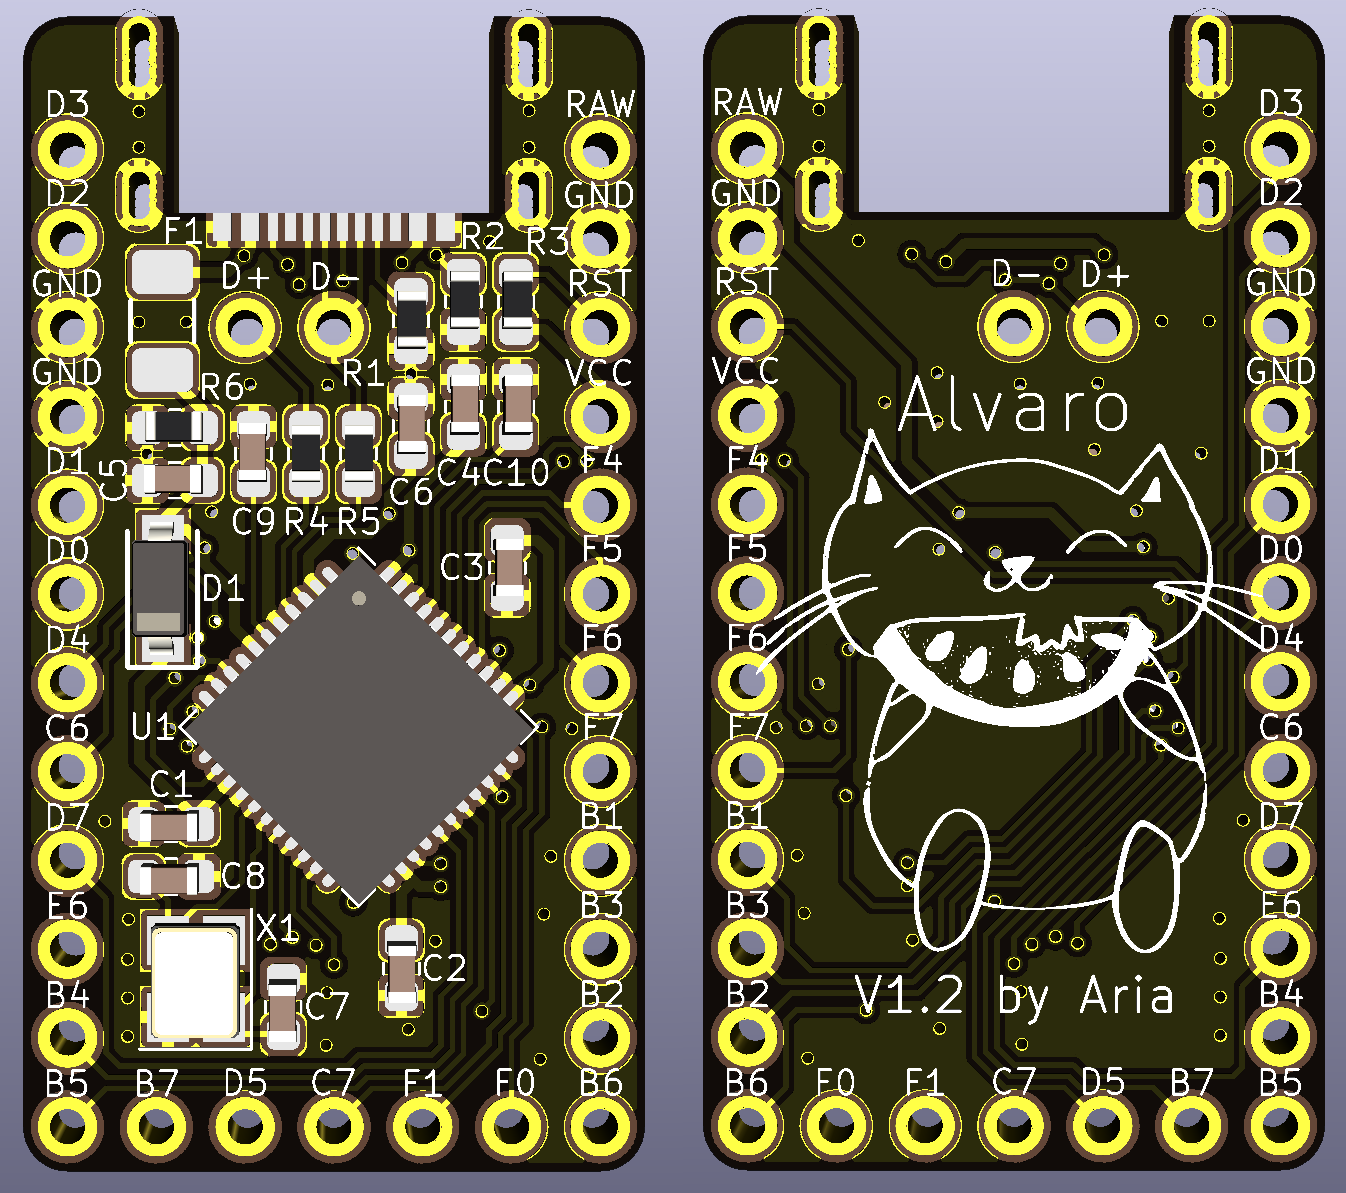 D3 RAW
D2 GND
F1 R2 R3
D+ D-
GND RST
GND R6 R1 VCC
D1 C5 C6 C4 C10 F4
C9 R4 R5
D0 D1 C3 F5
D4 F6
C6 U1 F7
C1
D7 B1
C8
E6 X1 B3
C2
B4 C7 B2
B5 B7 D5 C7 F1 F0 B6
RAW D3
GND D2
RST D- D+ GND
VCC GND
Alvaro
F4 D1
F5 D0
F6 D4
F7 C6
B1 D7
B3 E6
B2 B4
V1.2 by Aria
B6 F0 F1 C7 D5 B7 B5